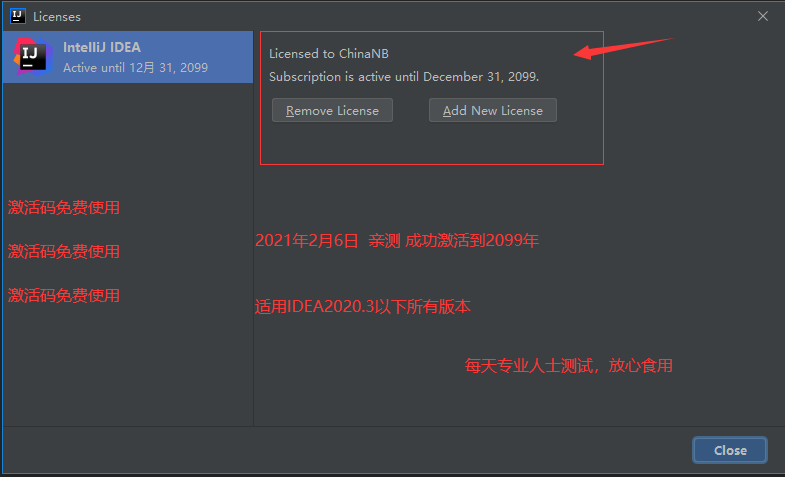 Licenses
IJ
IntelliJ IDEA
Active until 12月 31, 2099
Licensed to ChinaNB
Subscription is active until December 31, 2099.
Remove License
Add New License
激活码免费使用
2021年2月6日 亲测 成功激活到2099年
激活码免费使用
激活码免费使用
适用IDEA2020.3以下所有版本
每天专业人士测试，放心食用
Close